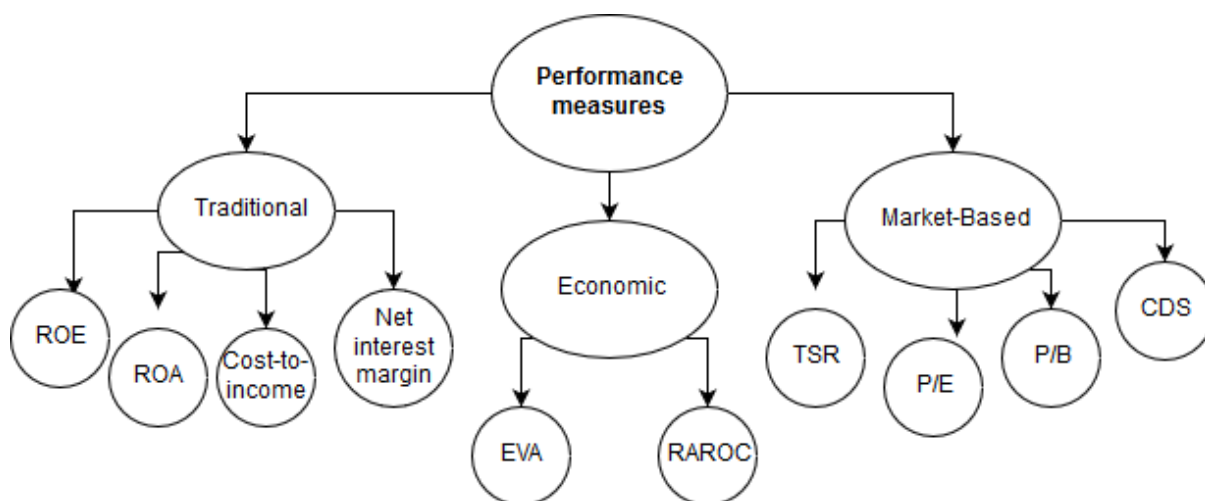 Performance
measures
Traditional
Economic
Market-Based
ROE
ROA
Cost-to-
income
Net
interest
margin
EVA
RAROC
TSR
P/E
P/B
CDS